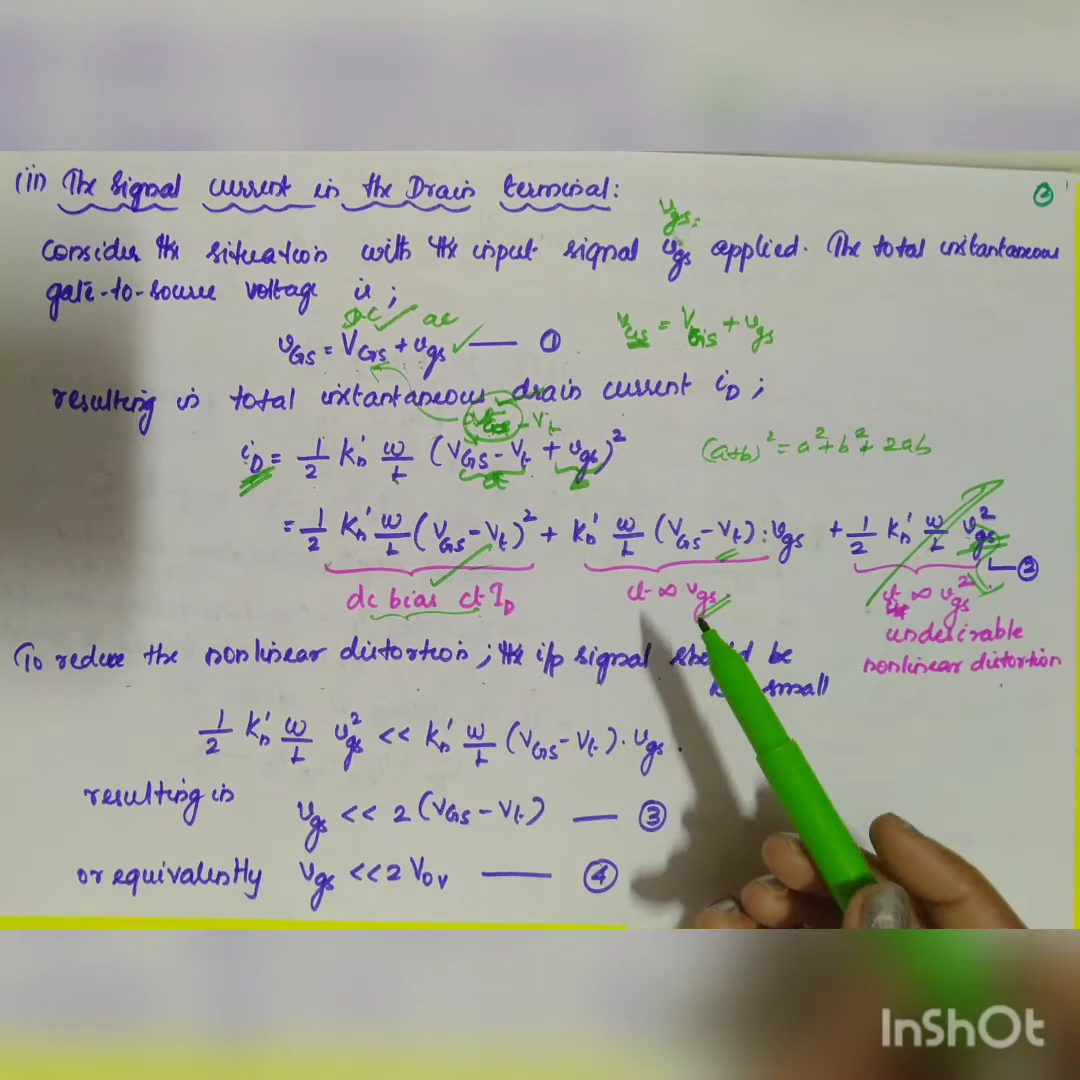 (ii) The Signal current in the Drain terminal:
②
vgs:
Consider the situation with the input signal vgs applied. The total instantaneous
gate-to-source voltage is;
DC ac
vGS = VGS + vgs —— ①
vGS = VGS + vgs
resulting in total instantaneous drain current iD;
- Vt
iD = 1/2 Kn' W/L (VGS - Vt + vgs)²
(a+b)² = a² + b² + 2ab
= 1/2 Kn' W/L (VGS - Vt)² + Kn' W/L (VGS - Vt) . vgs + 1/2 Kn' W/L vgs² —②
dc bias ct ID
ct ∝ vgs
ct ∝ vgs²
undesirable
nonlinear distortion
To reduce the nonlinear distortion; the i/p signal should be
small
1/2 Kn' W/L vgs² << Kn' W/L (VGS - Vt) . vgs.
resulting in
vgs << 2 (VGS - Vt) —— ③
or equivalently vgs << 2 Vov —— ④
InShOt